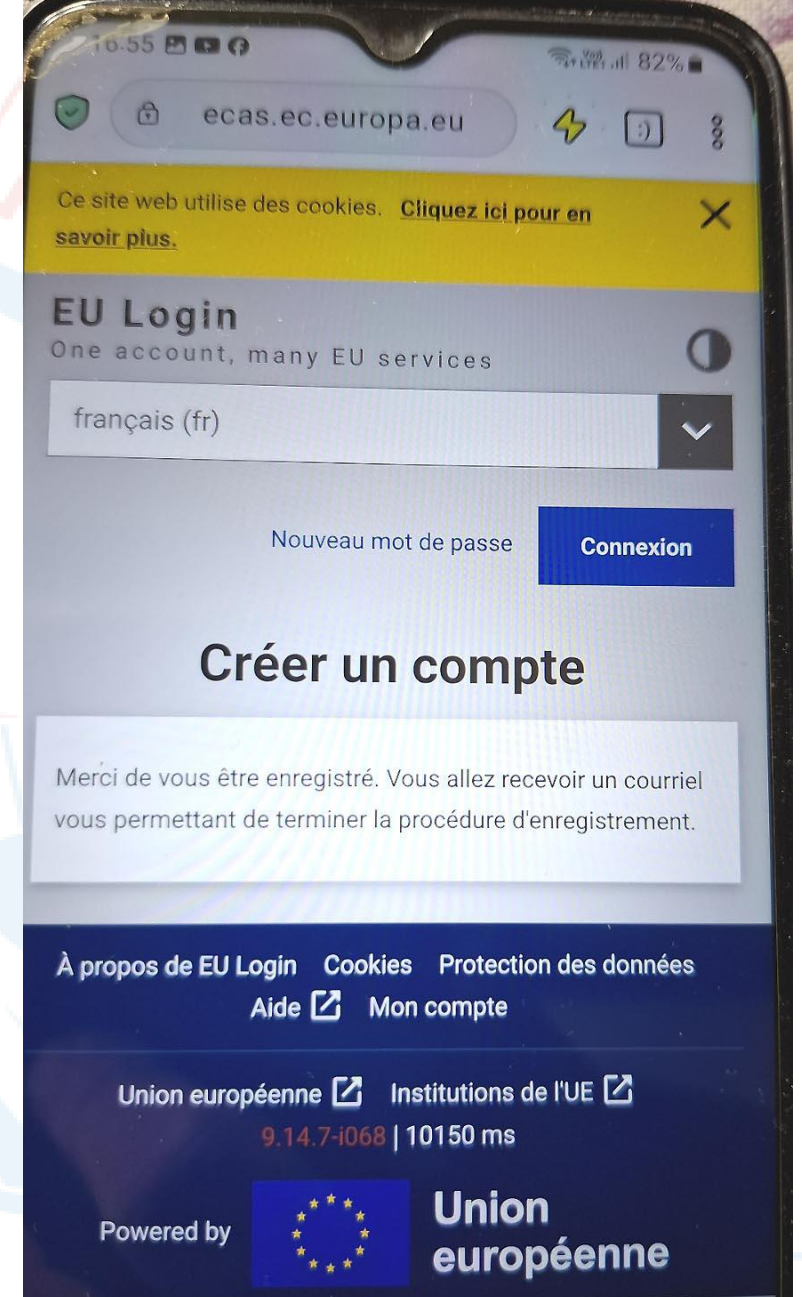 16:55
82%
ecas.ec.europa.eu
Ce site web utilise des cookies. Cliquez ici pour en
savoir plus.
EU Login
One account, many EU services
français (fr)
Nouveau mot de passe
Connexion
Créer un compte
Merci de vous être enregistré. Vous allez recevoir un courriel
vous permettant de terminer la procédure d'enregistrement.
À propos de EU Login Cookies Protection des données
Aide Mon compte
Union européenne Institutions de l'UE
9.14.7-i068 | 10150 ms
Powered by
Union
européenne